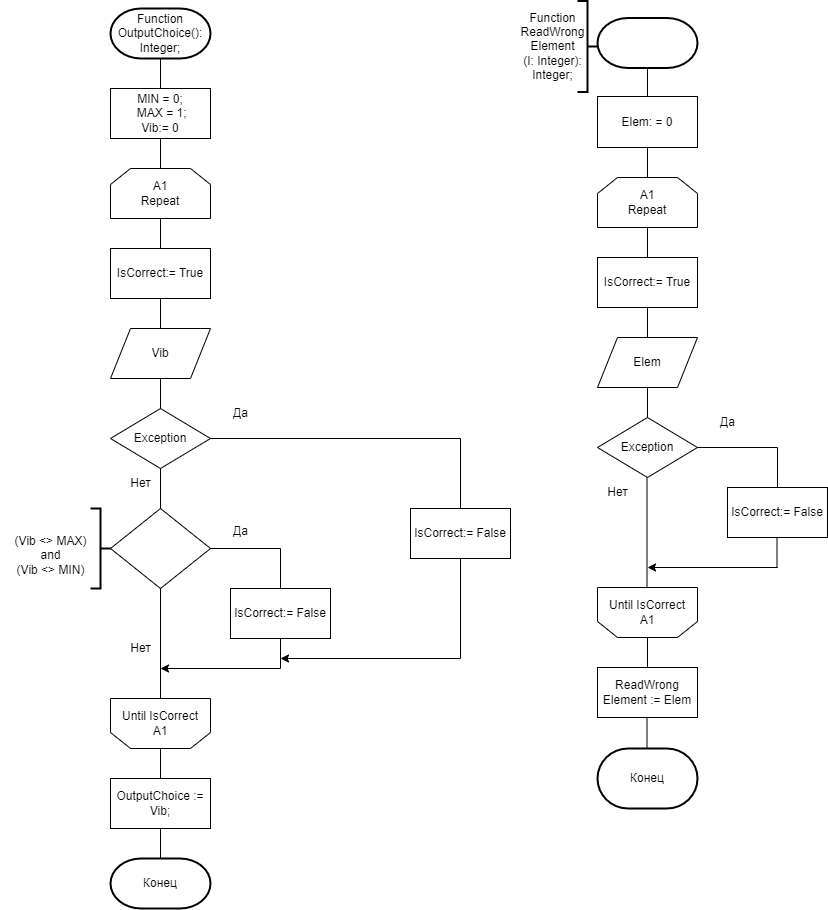 Function
OutputChoice():
Integer;
MIN = 0;
MAX = 1;
Vib:= 0
A1
Repeat
IsCorrect:= True
Vib
Exception
Да
Нет
(Vib <> MAX)
and
(Vib <> MIN)
Да
IsCorrect:= False
IsCorrect:= False
Нет
Until IsCorrect
A1
OutputChoice :=
Vib;
Конец
Function
ReadWrong
Element
(I: Integer):
Integer;
Elem: = 0
A1
Repeat
IsCorrect:= True
Elem
Exception
Да
Нет
IsCorrect:= False
Until IsCorrect
A1
ReadWrong
Element := Elem
Конец